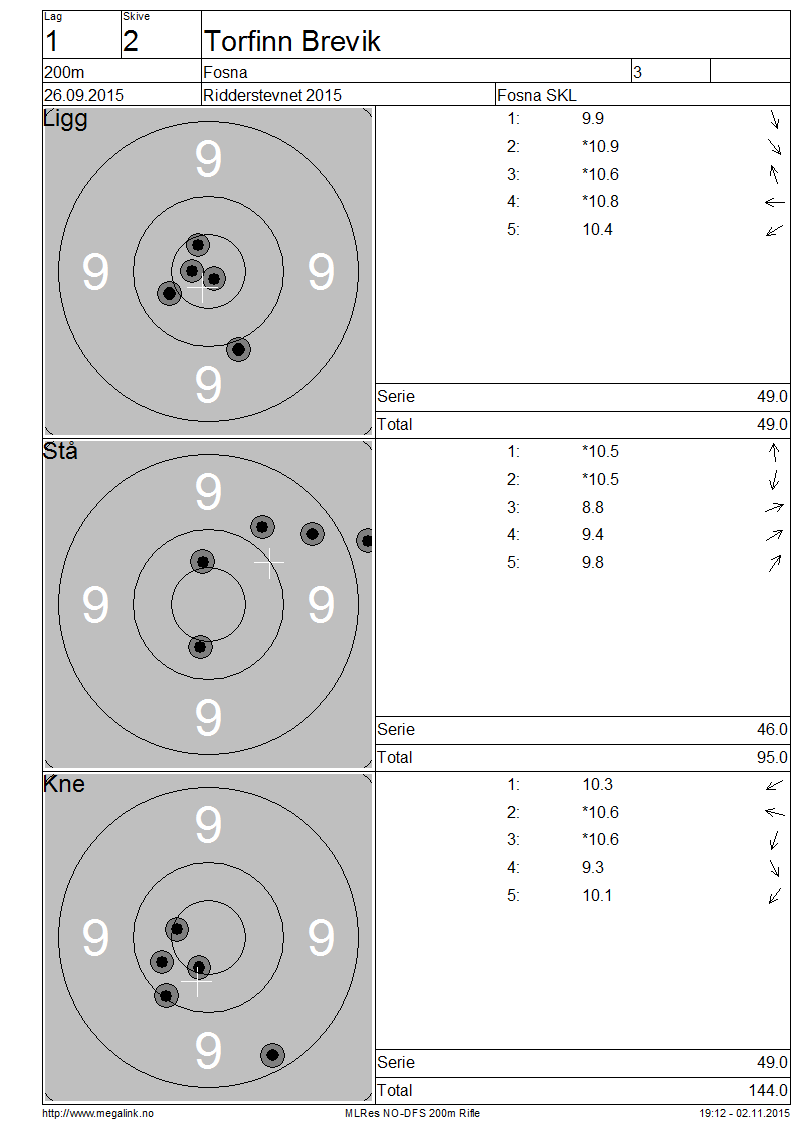 Lag Skive
1 2 Torfinn Brevik
200m Fosna 3
26.09.2015 Ridderstevnet 2015 Fosna SKL
Ligg
9
9 9
9
1: 9.9
2: *10.9
3: *10.6
4: *10.8
5: 10.4
Serie 49.0
Total 49.0
Stå
9
9 9
9
1: *10.5
2: *10.5
3: 8.8
4: 9.4
5: 9.8
Serie 46.0
Total 95.0
Kne
9
9 9
9
1: 10.3
2: *10.6
3: *10.6
4: 9.3
5: 10.1
Serie 49.0
Total 144.0
http://www.megalink.no MLRes NO-DFS 200m Rifle 19:12 - 02.11.2015